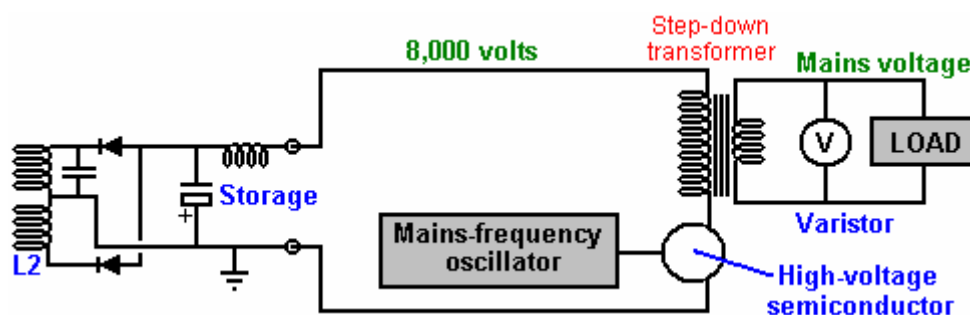 Step-down
transformer
8,000 volts
Mains voltage
V
LOAD
Storage
+
Mains-frequency
oscillator
Varistor
L2
High-voltage
semiconductor